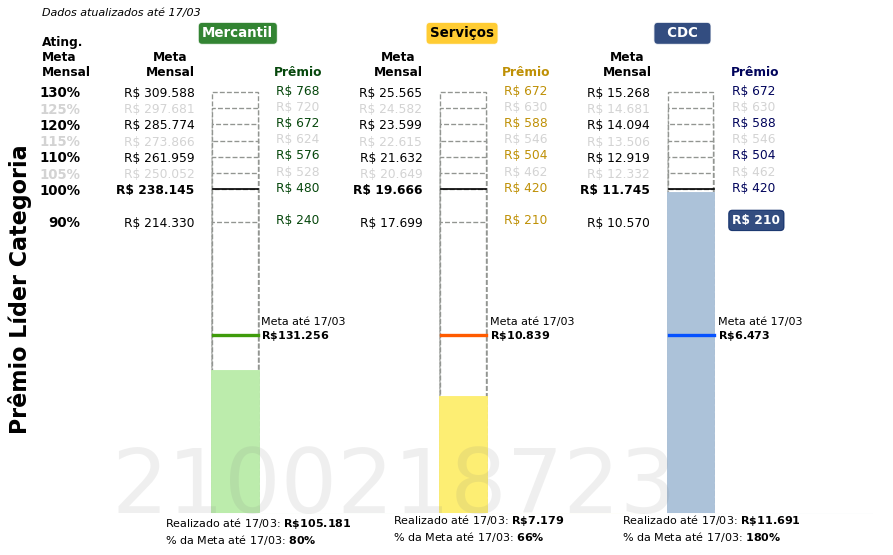 Dados atualizados até 17/03
Mercantil Serviços CDC
Ating. Meta Mensal
Meta Mensal Prêmio Meta Mensal Prêmio Meta Mensal Prêmio
130% R$ 309.588 R$ 768 R$ 25.565 R$ 672 R$ 15.268 R$ 672
125% R$ 297.681 R$ 720 R$ 24.582 R$ 630 R$ 14.681 R$ 630
120% R$ 285.774 R$ 672 R$ 23.599 R$ 588 R$ 14.094 R$ 588
115% R$ 273.866 R$ 624 R$ 22.615 R$ 546 R$ 13.506 R$ 546
110% R$ 261.959 R$ 576 R$ 21.632 R$ 504 R$ 12.919 R$ 504
105% R$ 250.052 R$ 528 R$ 20.649 R$ 462 R$ 12.332 R$ 462
100% R$ 238.145 R$ 480 R$ 19.666 R$ 420 R$ 11.745 R$ 420
90% R$ 214.330 R$ 240 R$ 17.699 R$ 210 R$ 10.570 R$ 210
Prêmio Líder Categoria
Meta até 17/03 Meta até 17/03 Meta até 17/03
R$131.256 R$10.839 R$6.473
2100218723
Realizado até 17/03: R$105.181 Realizado até 17/03: R$7.179 Realizado até 17/03: R$11.691
% da Meta até 17/03: 80% % da Meta até 17/03: 66% % da Meta até 17/03: 180%